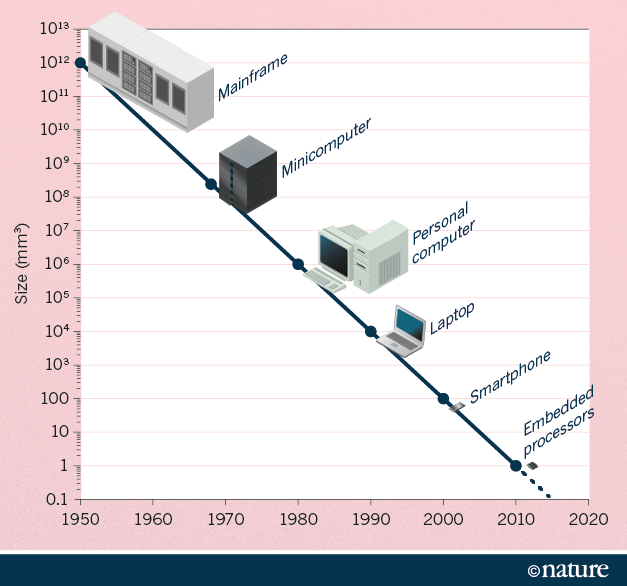 10¹³
10¹²
Mainframe
10¹¹
10¹⁰
Minicomputer
10⁹
10⁸
10⁷
Personal
computer
10⁶
Size (mm³)
10⁵
10⁴
Laptop
10³
Smartphone
100
Embedded
processors
10
1
0.1
1950 1960 1970 1980 1990 2000 2010 2020
©nature